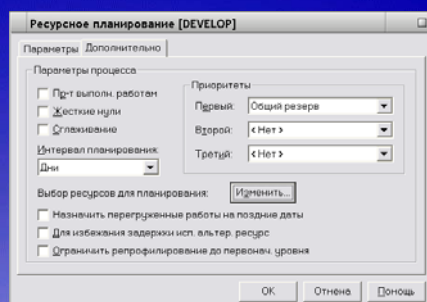 Ресурсное планирование [DEVELOP]
Параметры Дополнительно
Параметры процесса
Пр-т выполн. работам
Жесткие нули
Сглаживание
Интервал планирования:
Дни
Приоритеты
Первый: Общий резерв
Второй: <Нет>
Третий: <Нет>
Выбор ресурсов для планирования: Изменить...
Назначить перегруженные работы на поздние даты
Для избежания задержки исп. альтер. ресурс
Ограничить репрофилирование до первонач. уровня
ОК Отмена Помощь